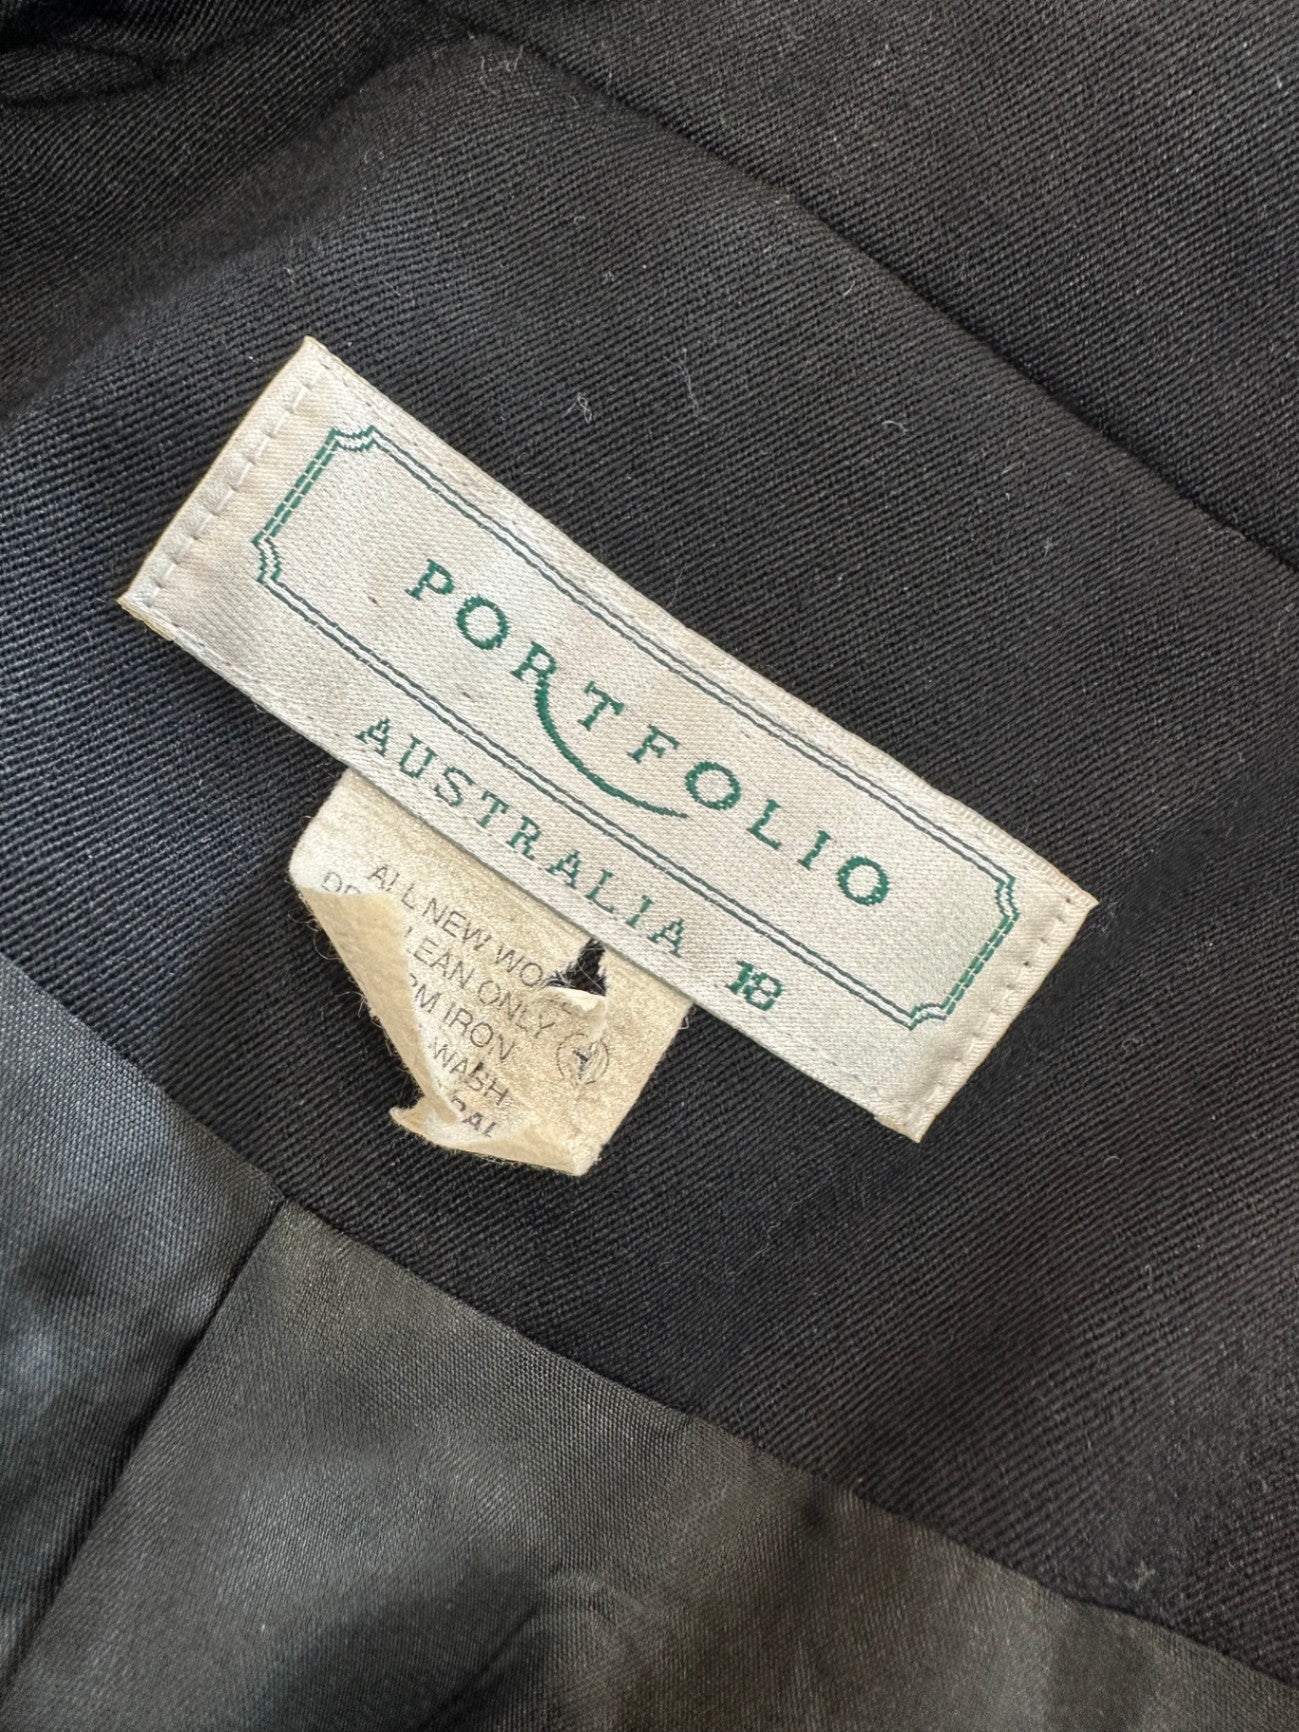 PORTFOLIO
AUSTRALIA 18
ALL NEW
ONLY
IRON
WASH